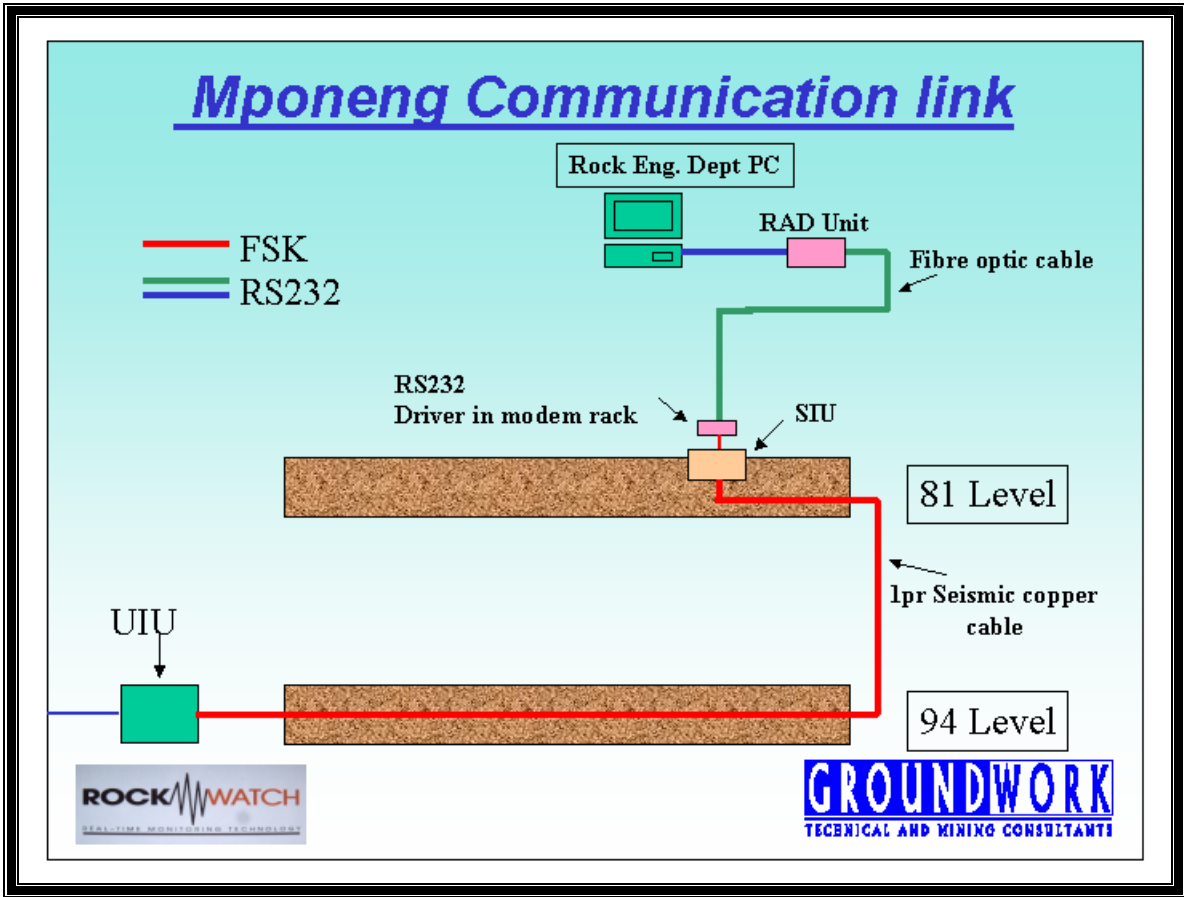 Mponeng Communication link
Rock Eng. Dept PC
RAD Unit
FSK
RS232
Fibre optic cable
RS232
Driver in modem rack
SIU
81 Level
1pr Seismic copper
cable
UIU
94 Level
ROCK WATCH
REAL-TIME MONITORING TECHNOLOGY
GROUNDWORK
TECHNICAL AND MINING CONSULTANTS